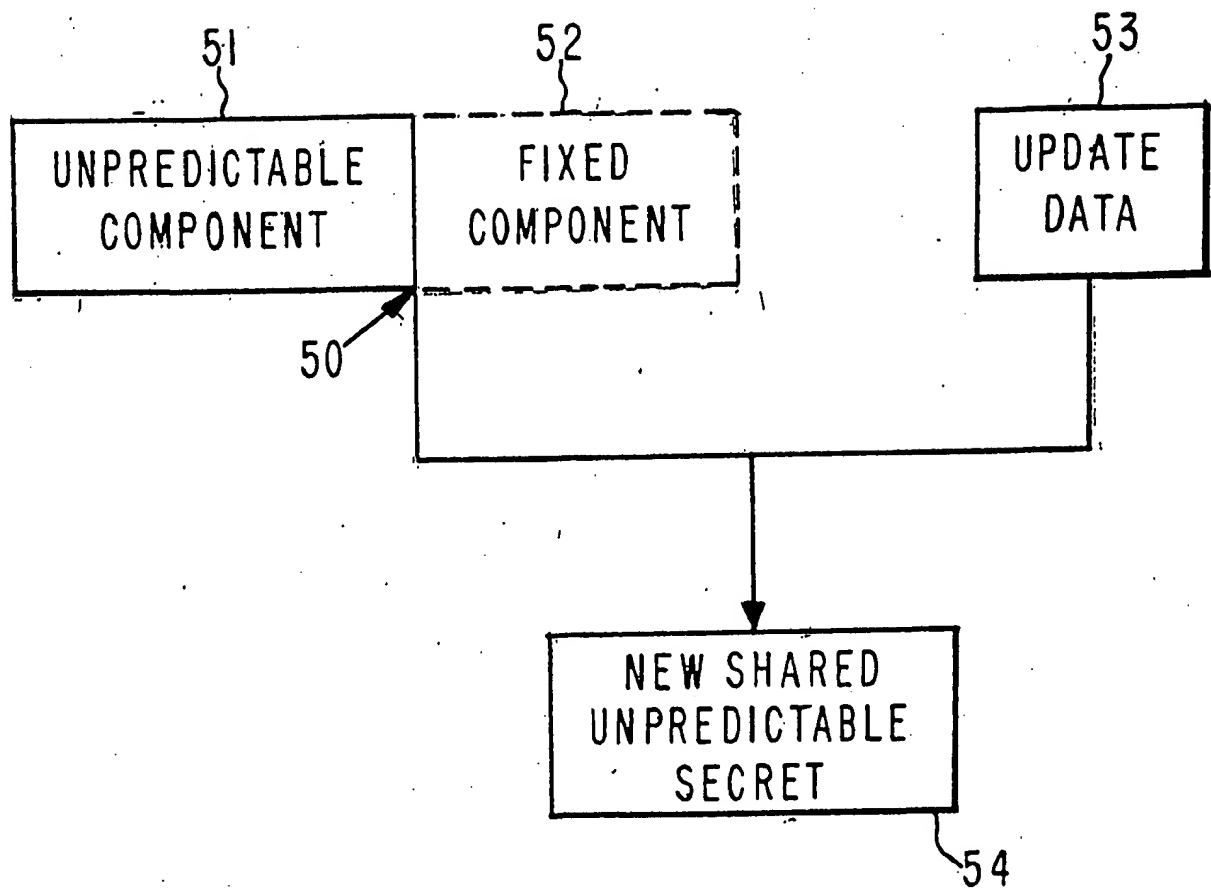 51
52
53
UNPREDICTABLE
COMPONENT
FIXED
COMPONENT
UPDATE
DATA
50
NEW SHARED
UNPREDICTABLE
SECRET
54